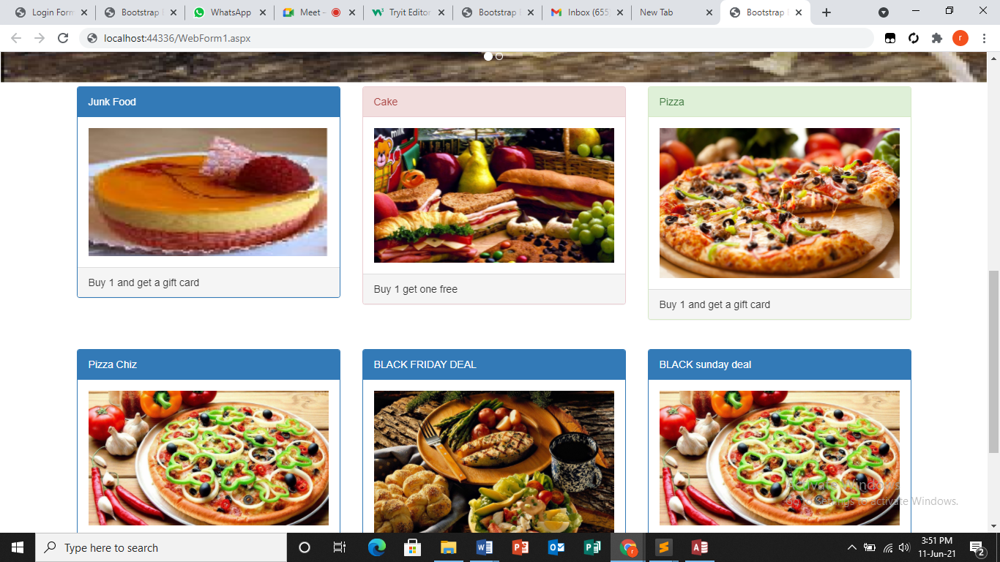 Login Form
Bootstrap
WhatsApp
Meet –
Tryit Editor
Bootstrap
Inbox (655
New Tab
Bootstrap
localhost:44336/WebForm1.aspx
r
Junk Food
Cake
Pizza
milk
Buy 1 and get a gift card
Buy 1 get one free
Buy 1 and get a gift card
Pizza Chiz
BLACK FRIDAY DEAL
BLACK sunday deal
Activate Windows
Go to Settings to activate Windows.
Type here to search
3:51 PM
11-Jun-21
2